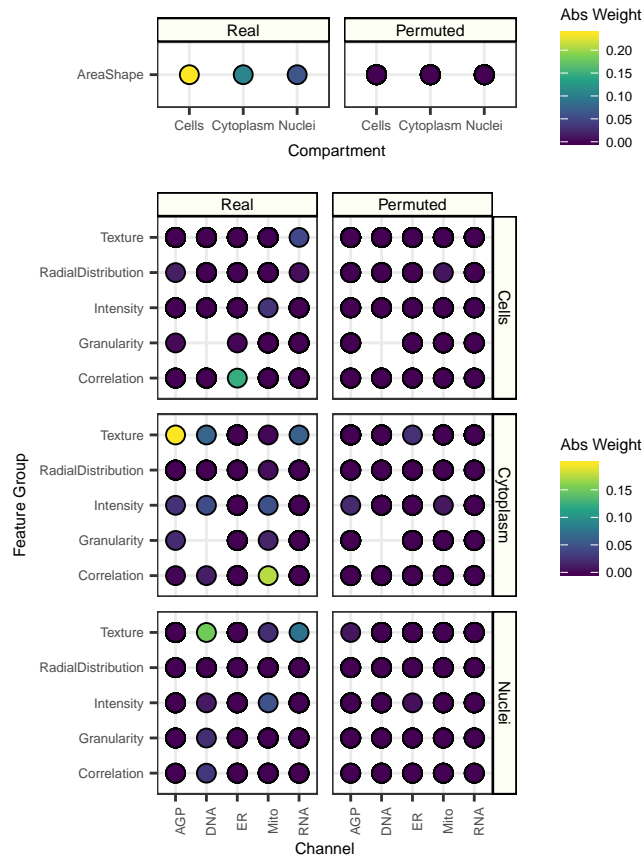 Real
Permuted
AreaShape
Cells
Cytoplasm
Nuclei
Cells
Cytoplasm
Nuclei
Compartment
Abs Weight
0.20
0.15
0.10
0.05
0.00
Real
Permuted
Texture
RadialDistribution
Intensity
Granularity
Correlation
Cells
Texture
RadialDistribution
Intensity
Granularity
Correlation
Cytoplasm
Texture
RadialDistribution
Intensity
Granularity
Correlation
Nuclei
Feature Group
AGP
DNA
ER
Mito
RNA
AGP
DNA
ER
Mito
RNA
Channel
Abs Weight
0.15
0.10
0.05
0.00